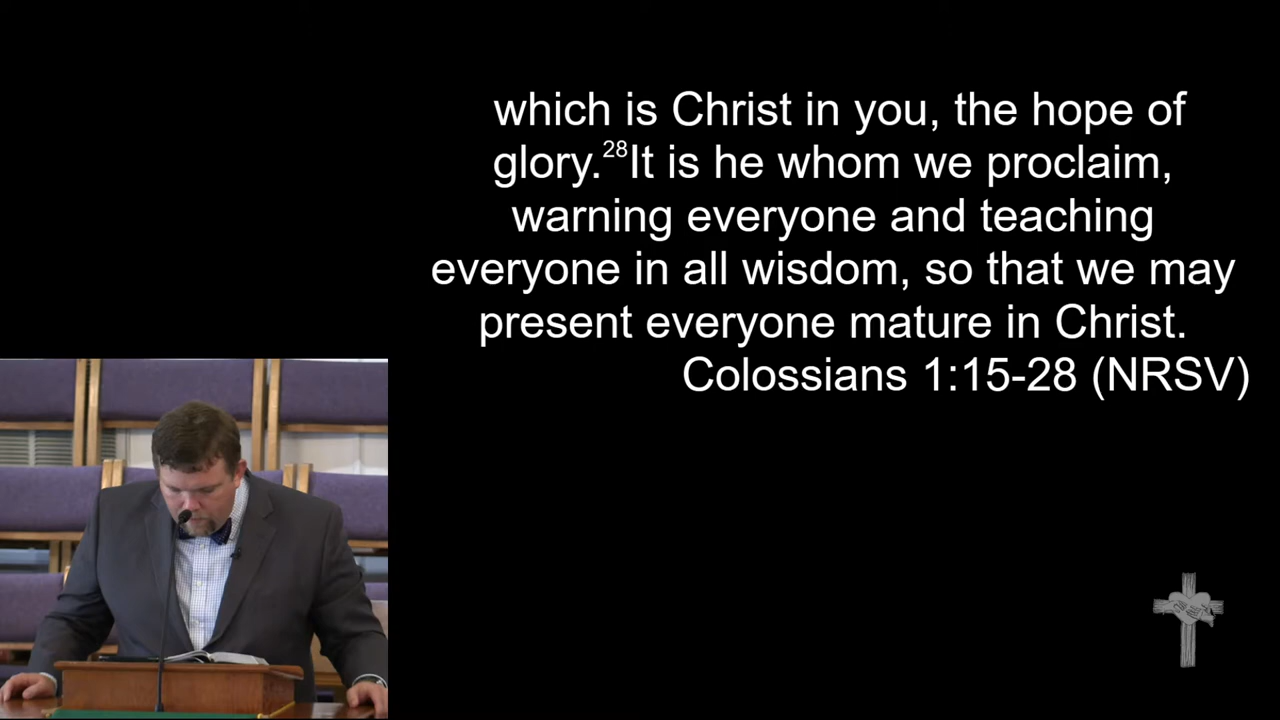 which is Christ in you, the hope of
glory.²⁸It is he whom we proclaim,
warning everyone and teaching
everyone in all wisdom, so that we may
present everyone mature in Christ.
Colossians 1:15-28 (NRSV)